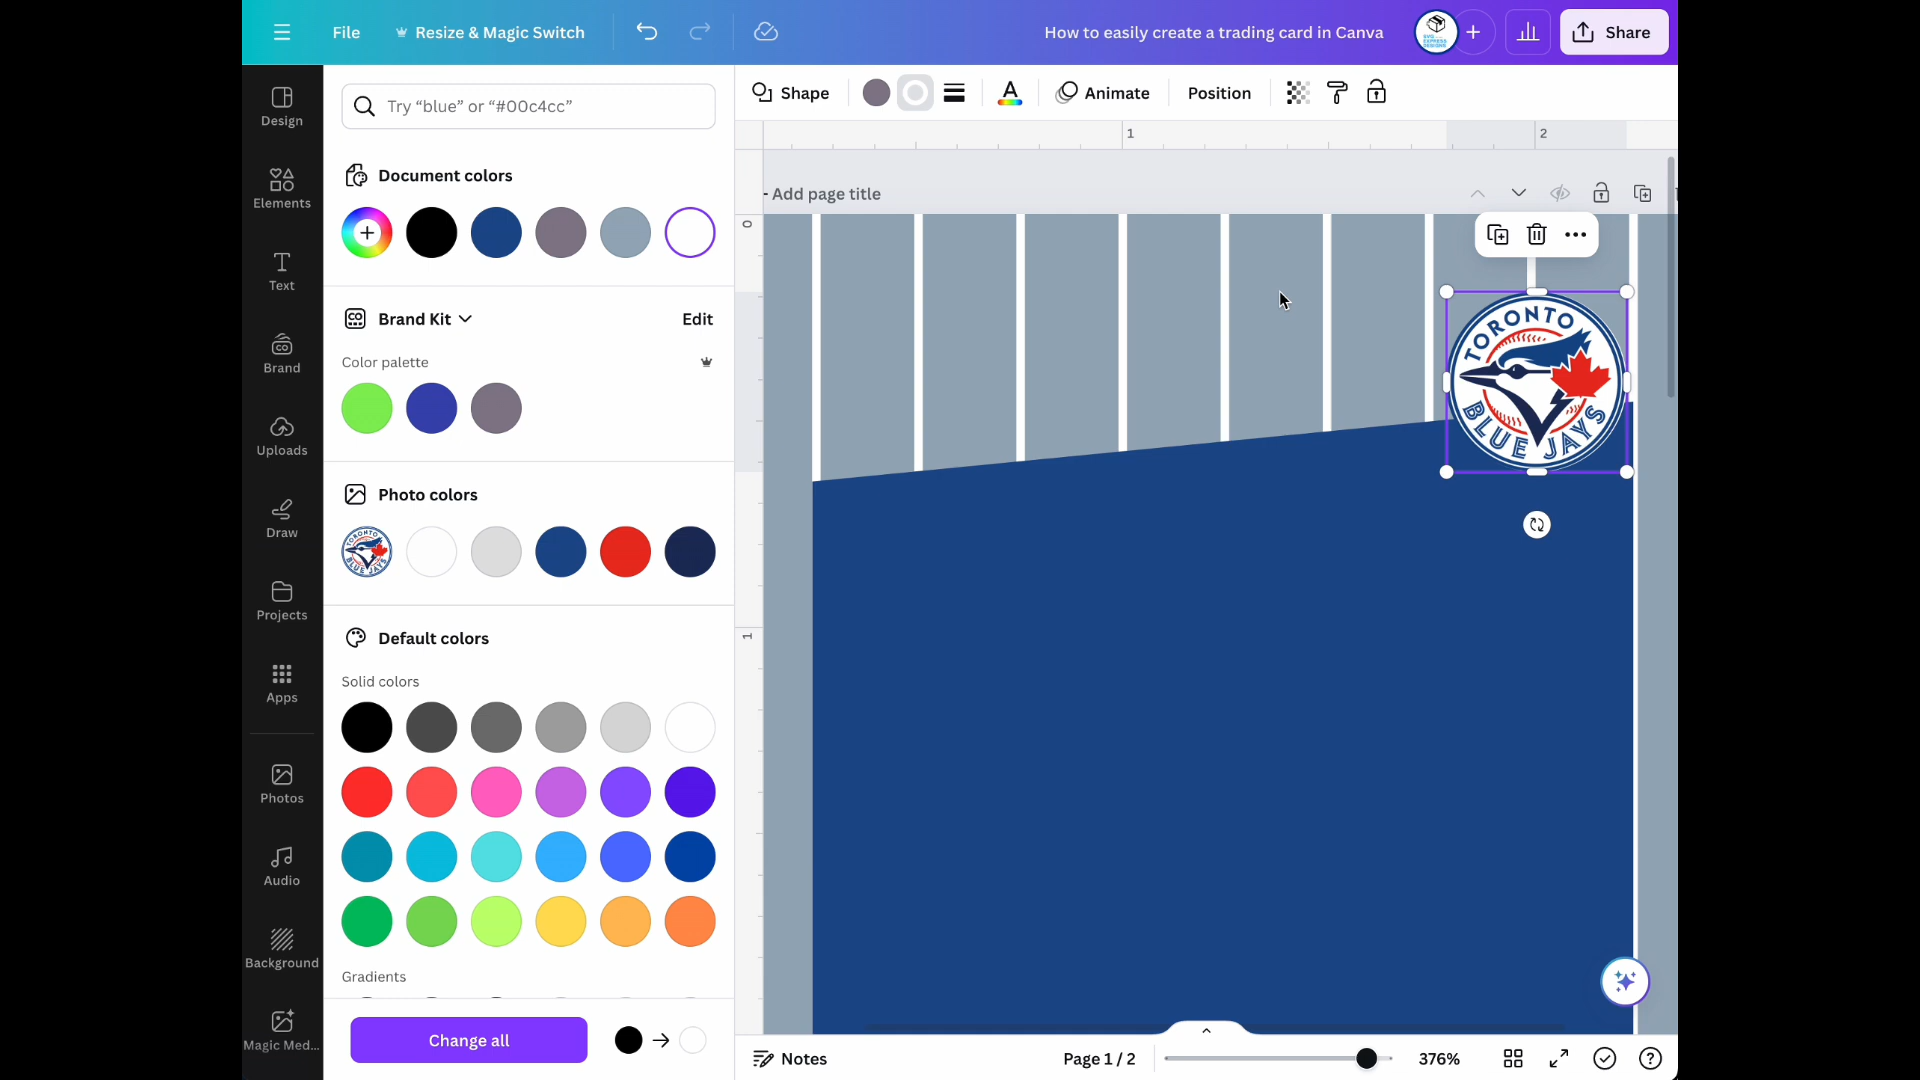 File
Resize & Magic Switch
How to easily create a trading card in Canva
Share
Design
Elements
Text
Brand
Uploads
Draw
Projects
Apps
Photos
Audio
Background
Magic Med...
Try “blue” or “#00c4cc”
Document colors
Brand Kit
Edit
Color palette
Photo colors
Default colors
Solid colors
Gradients
Change all
Shape
Animate
Position
1
2
- Add page title
0
1
TORONTO
BLUE JAYS
Notes
Page 1 / 2
376%